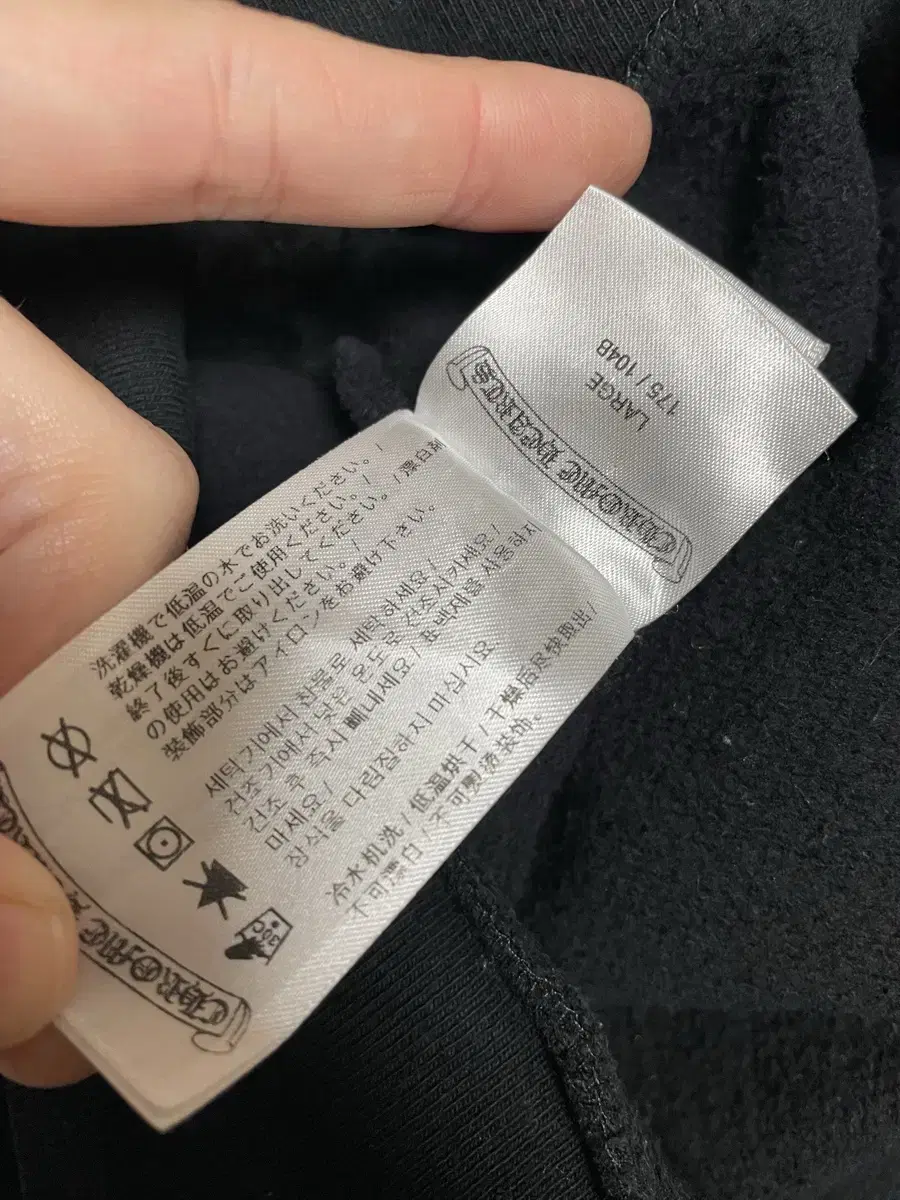 CHROME HEARTS
LARGE
175 / 104B
洗濯機で低温の水でお洗いください。 /
乾燥機は低温でご使用ください。 /
終了後すぐに取り出してください。 / 漂白剤
の使用はお避けください。 /
装飾部分はアイロンをお避け下さい。
세탁기에서 찬물로 세탁하세요 /
건조기에서 낮은 온도로 건조시키세요 /
건조 후 즉시 빼내세요 / 표백제를 사용하지
마세요 /
장식을 다림질하지 마십시요
冷水机洗 / 低温烘干 / 干燥后尽快取出 /
不可漂白 / 不可熨烫装饰。
30C
CHROME